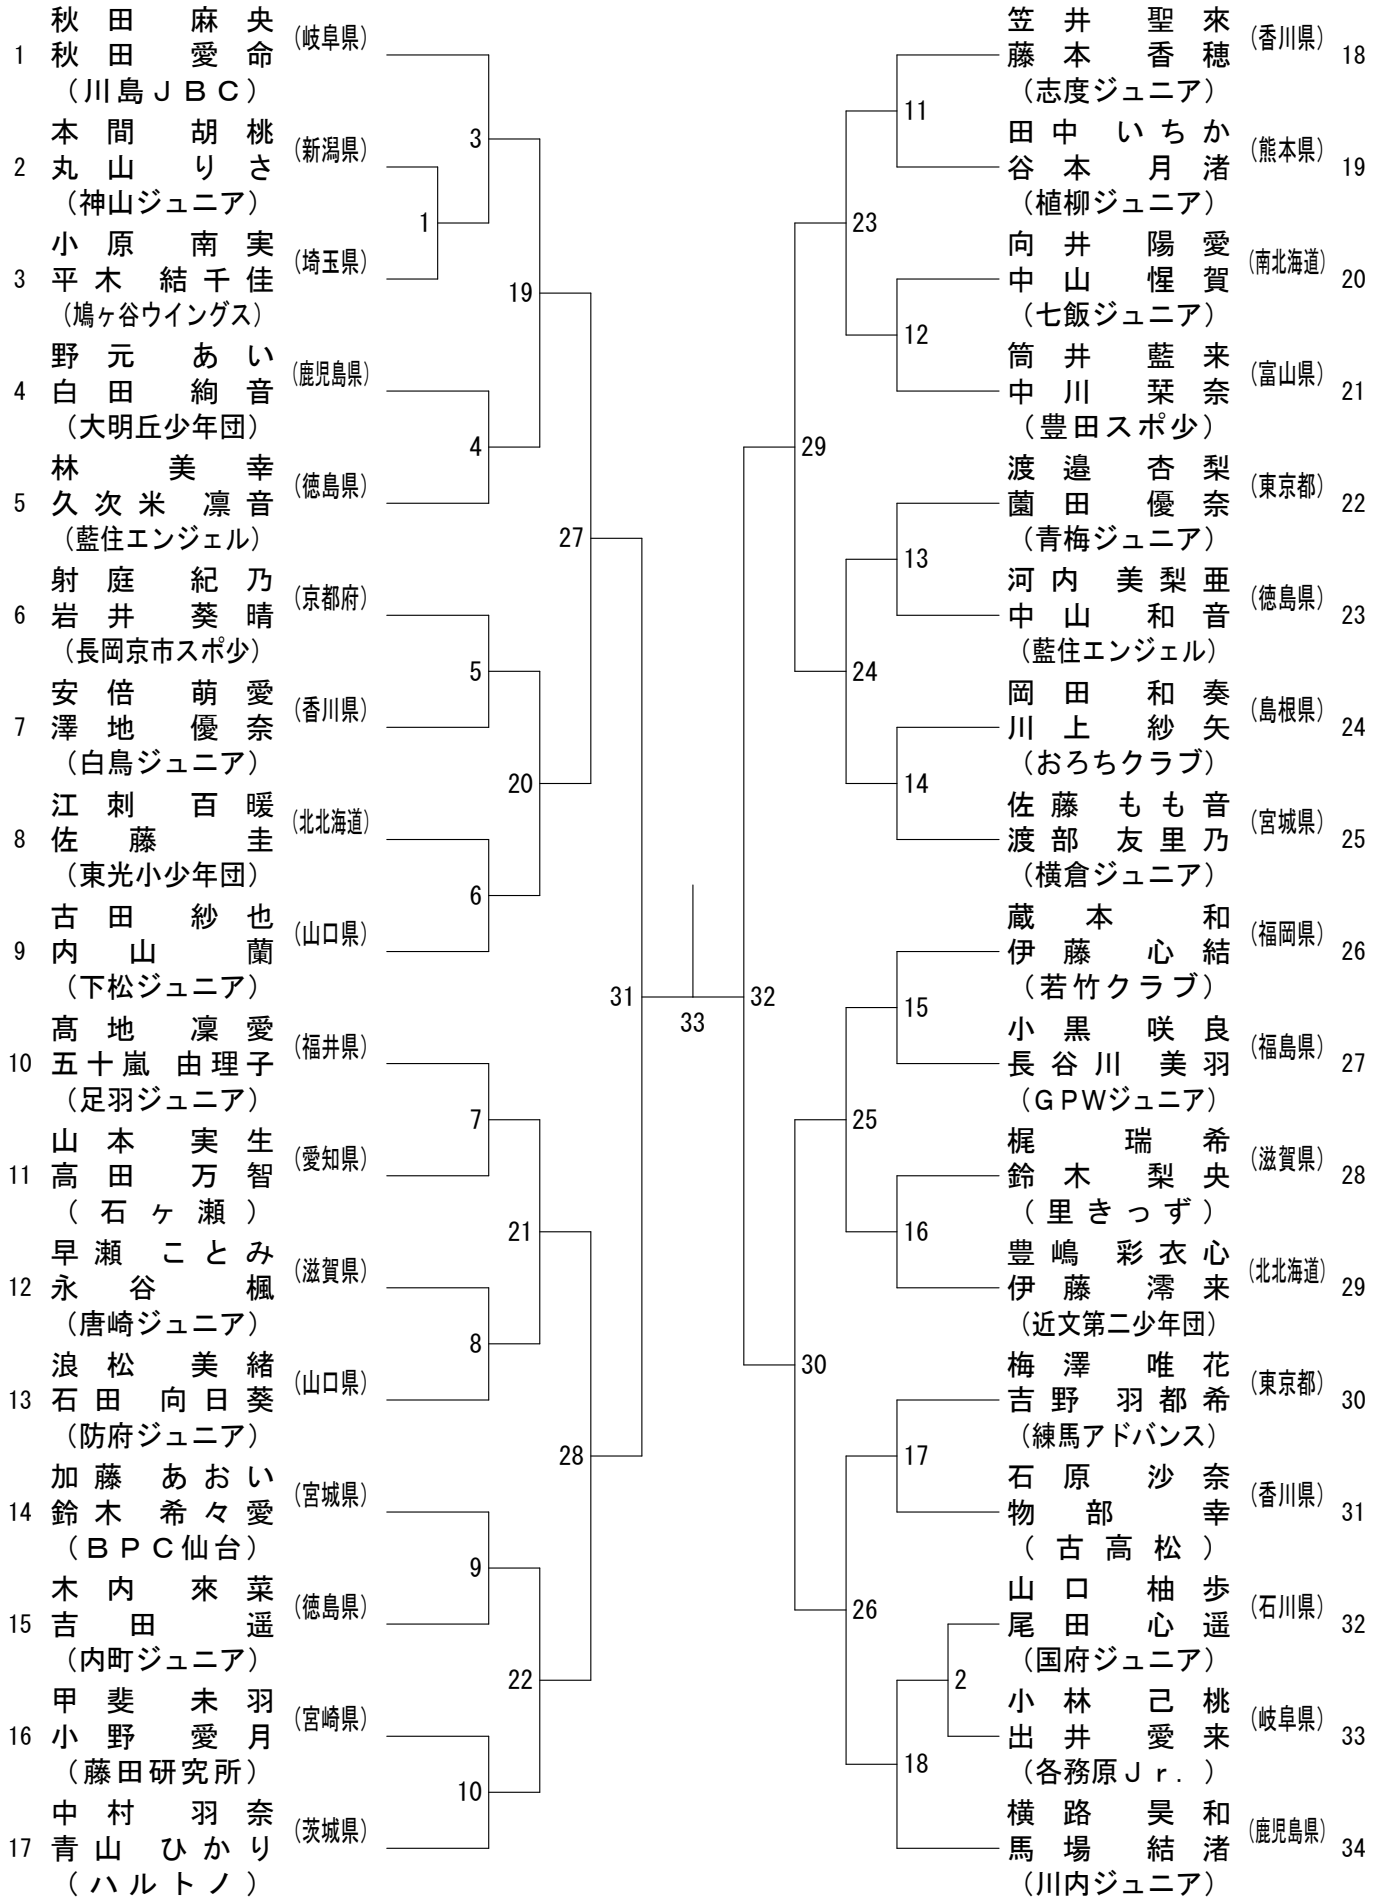 秋田 麻央
(岐阜県)
1 秋田 愛命
(川島JBC)
本間 胡桃
(新潟県)
2 丸山 りさ
(神山ジュニア)
小原 南実
(埼玉県)
3 平木 結千佳
(鳩ヶ谷ウイングス)
野元 あい
(鹿児島県)
4 白田 絢音
(大明丘少年団)
林 美幸
(徳島県)
5 久次米 凛音
(藍住エンジェル)
射庭 紀乃
(京都府)
6 岩井 葵晴
(長岡京市スポ少)
安倍 萌愛
(香川県)
7 澤地 優奈
(白鳥ジュニア)
江刺 百暖
(北北海道)
8 佐藤 圭
(東光小少年団)
古田 紗也
(山口県)
9 内山 蘭
(下松ジュニア)
髙地 凜愛
(福井県)
10 五十嵐 由理子
(足羽ジュニア)
山本 実生
(愛知県)
11 高田 万智
(石ヶ瀬)
早瀬 ことみ
(滋賀県)
12 永谷 楓
(唐崎ジュニア)
浪松 美緒
(山口県)
13 石田 向日葵
(防府ジュニア)
加藤 あおい
(宮城県)
14 鈴木 希々愛
(BPC仙台)
木内 來菜
(徳島県)
15 吉田 遥
(内町ジュニア)
甲斐 未羽
(宮崎県)
16 小野 愛月
(藤田研究所)
中村 羽奈
(茨城県)
17 青山 ひかり
(ハルトノ)
1
3
4
5
6
7
8
9
10
19
20
21
22
27
28
31
33
32
29
30
23
24
25
26
11
12
13
14
15
16
17
18
2
笠井 聖來
(香川県)
藤本 香穂 18
(志度ジュニア)
田中 いちか
(熊本県)
谷本 月渚 19
(植柳ジュニア)
向井 陽愛
(南北海道)
中山 惺賀 20
(七飯ジュニア)
筒井 藍来
(富山県)
中川 栞奈 21
(豊田スポ少)
渡邉 杏梨
(東京都)
薗田 優奈 22
(青梅ジュニア)
河内 美梨亜
(徳島県)
中山 和音 23
(藍住エンジェル)
岡田 和奏
(島根県)
川上 紗矢 24
(おろちクラブ)
佐藤 もも音
(宮城県)
渡部 友里乃 25
(横倉ジュニア)
蔵本 和
(福岡県)
伊藤 心結 26
(若竹クラブ)
小黒 咲良
(福島県)
長谷川 美羽 27
(GPWジュニア)
梶 瑞希
(滋賀県)
鈴木 梨央 28
(里きっず)
豊嶋 彩衣心
(北北海道)
伊藤 澪来 29
(近文第二少年団)
梅澤 唯花
(東京都)
吉野 羽都希 30
(練馬アドバンス)
石原 沙奈
(香川県)
物部 幸 31
(古高松)
山口 柚歩
(石川県)
尾田 心遥 32
(国府ジュニア)
小林 己桃
(岐阜県)
出井 愛来 33
(各務原Jr.)
横路 昊和
(鹿児島県)
馬場 結渚 34
(川内ジュニア)